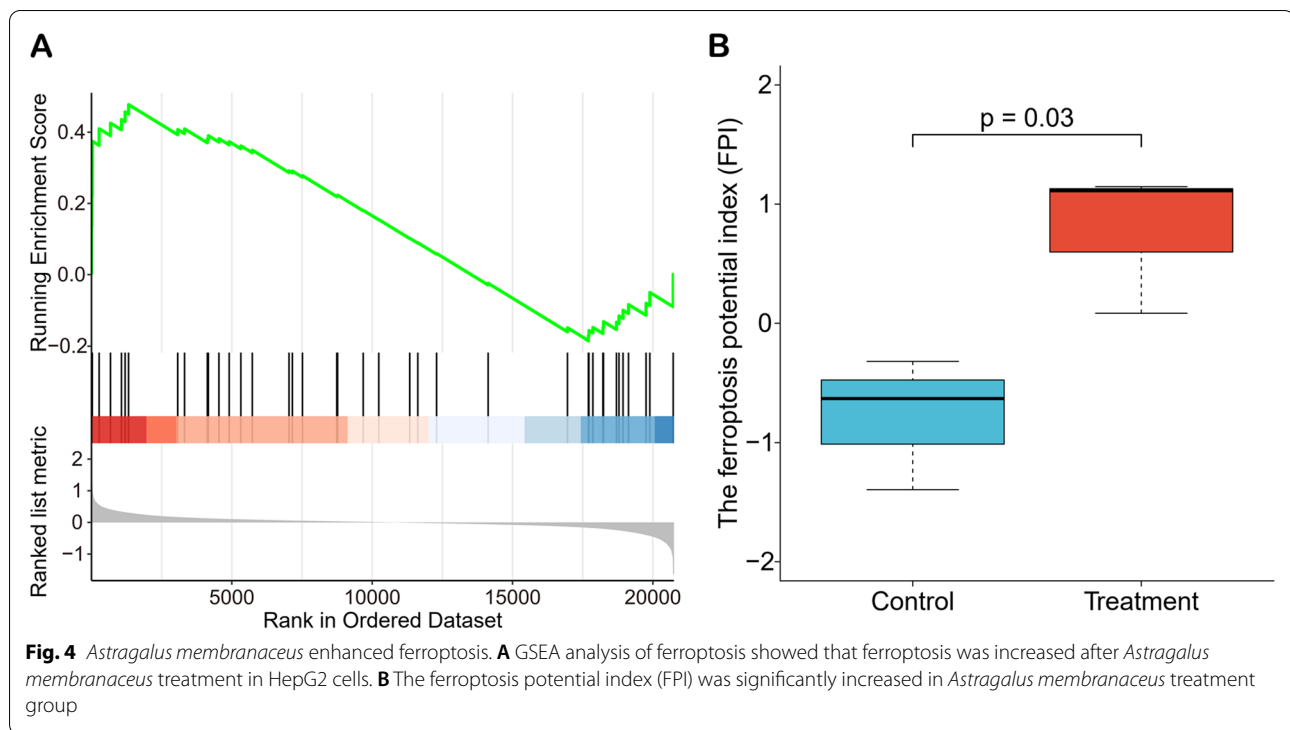 A
Running Enrichment Score
0.4
0.2
0.0
−0.2
Ranked list metric
2
1
0
−1
5000 10000 15000 20000
Rank in Ordered Dataset
B
The ferroptosis potential index (FPI)
2
1
0
−1
−2
p = 0.03
Control Treatment
Fig. 4 Astragalus membranaceus enhanced ferroptosis. A GSEA analysis of ferroptosis showed that ferroptosis was increased after Astragalus
membranaceus treatment in HepG2 cells. B The ferroptosis potential index (FPI) was significantly increased in Astragalus membranaceus treatment
group